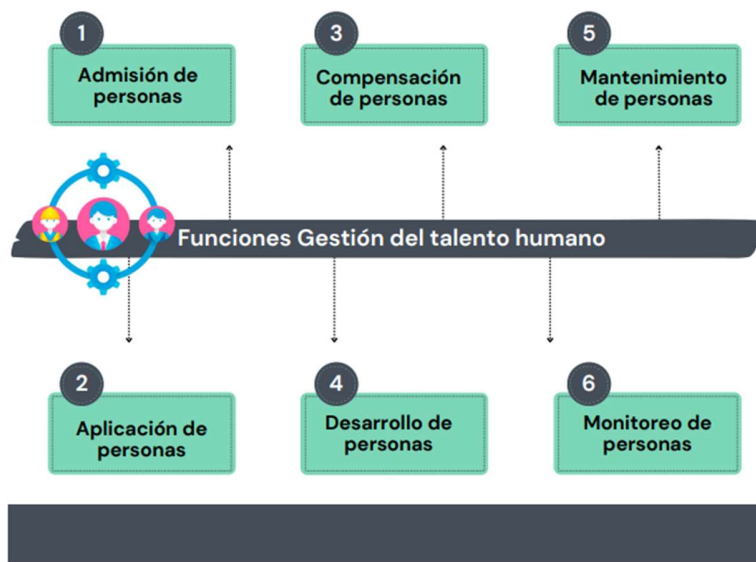 1
Admisión de
personas
3
Compensación
de personas
5
Mantenimiento
de personas
Funciones Gestión del talento humano
2
Aplicación de
personas
4
Desarrollo de
personas
6
Monitoreo de
personas